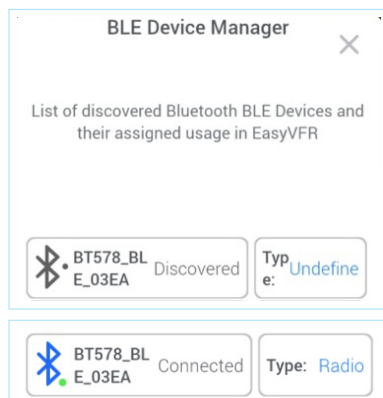 BLE Device Manager
List of discovered Bluetooth BLE Devices and
their assigned usage in EasyVFR
BT578_BL
E_03EA
Discovered
Typ
e:
Undefine
BT578_BL
E_03EA
Connected
Type: Radio